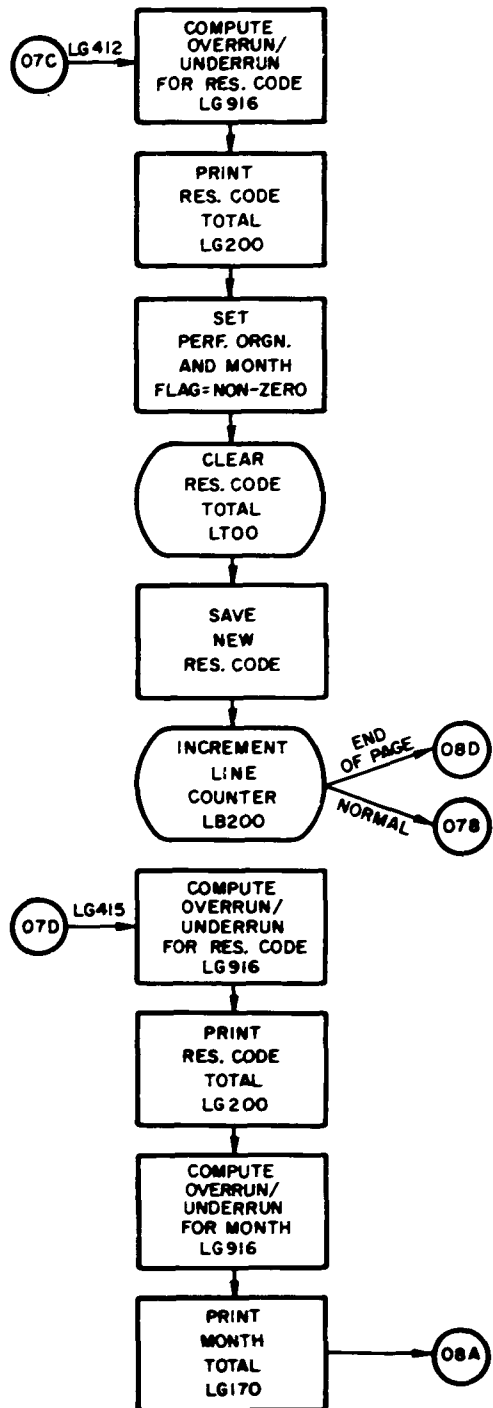 07C
LG412
COMPUTE
OVERRUN/
UNDERRUN
FOR RES. CODE
LG916
PRINT
RES. CODE
TOTAL
LG200
SET
PERF. ORGN.
AND MONTH
FLAG=NON-ZERO
CLEAR
RES. CODE
TOTAL
LT00
SAVE
NEW
RES. CODE
INCREMENT
LINE
COUNTER
LB200
END
OF PAGE
08D
NORMAL
07B
07D
LG415
COMPUTE
OVERRUN/
UNDERRUN
FOR RES. CODE
LG916
PRINT
RES. CODE
TOTAL
LG200
COMPUTE
OVERRUN/
UNDERRUN
FOR MONTH
LG916
PRINT
MONTH
TOTAL
LG170
08A